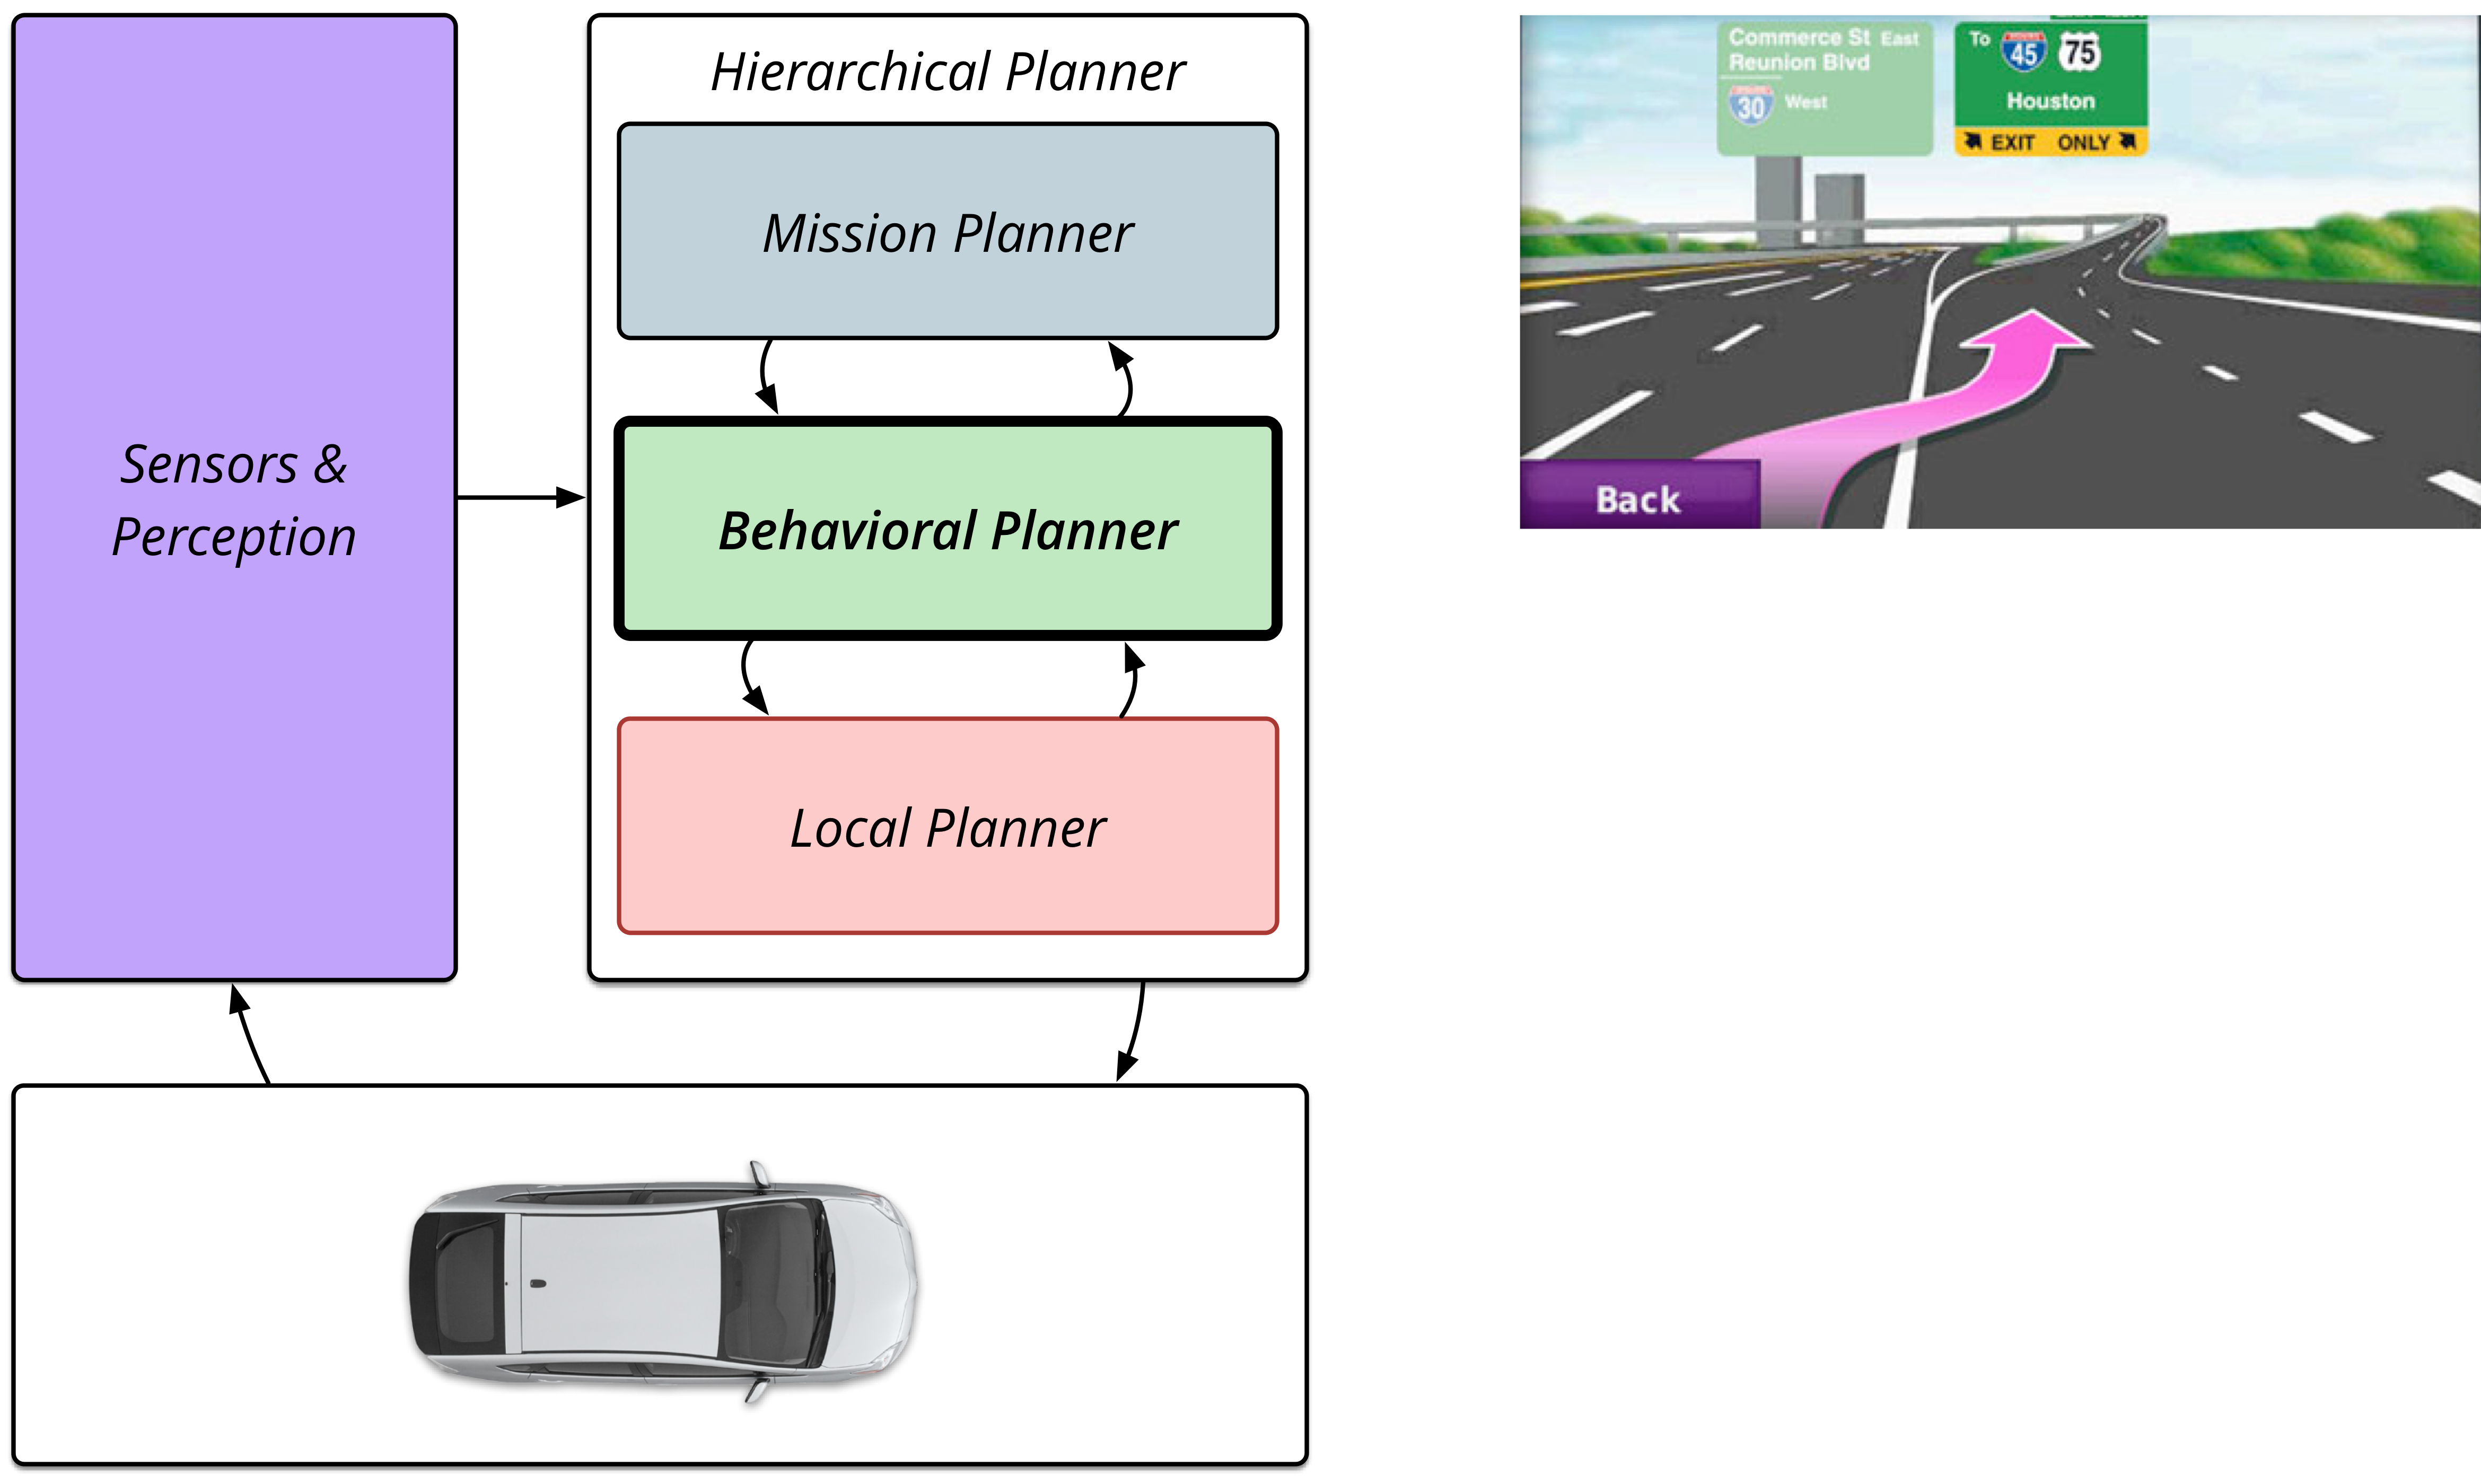 Hierarchical Planner
Mission Planner
Sensors &
Perception
Behavioral Planner
Local Planner
Commerce St East
Reunion Blvd
30 West
To 45 75
Houston
EXIT ONLY
Back